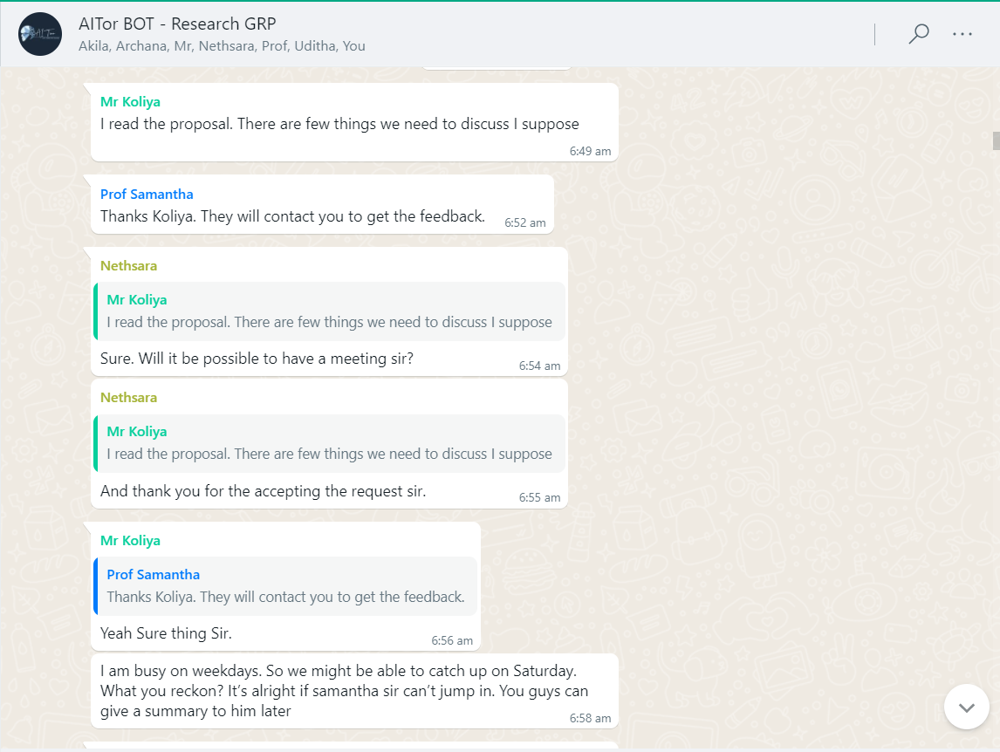 AITor BOT - Research GRP
Akila, Archana, Mr, Nethsara, Prof, Uditha, You
Mr Koliya
I read the proposal. There are few things we need to discuss I suppose
6:49 am
Prof Samantha
Thanks Koliya. They will contact you to get the feedback.
6:52 am
Nethsara
Mr Koliya
I read the proposal. There are few things we need to discuss I suppose
Sure. Will it be possible to have a meeting sir?
6:54 am
Nethsara
Mr Koliya
I read the proposal. There are few things we need to discuss I suppose
And thank you for the accepting the request sir.
6:55 am
Mr Koliya
Prof Samantha
Thanks Koliya. They will contact you to get the feedback.
Yeah Sure thing Sir.
6:56 am
I am busy on weekdays. So we might be able to catch up on Saturday.
What you reckon? It’s alright if samantha sir can’t jump in. You guys can
give a summary to him later
6:58 am